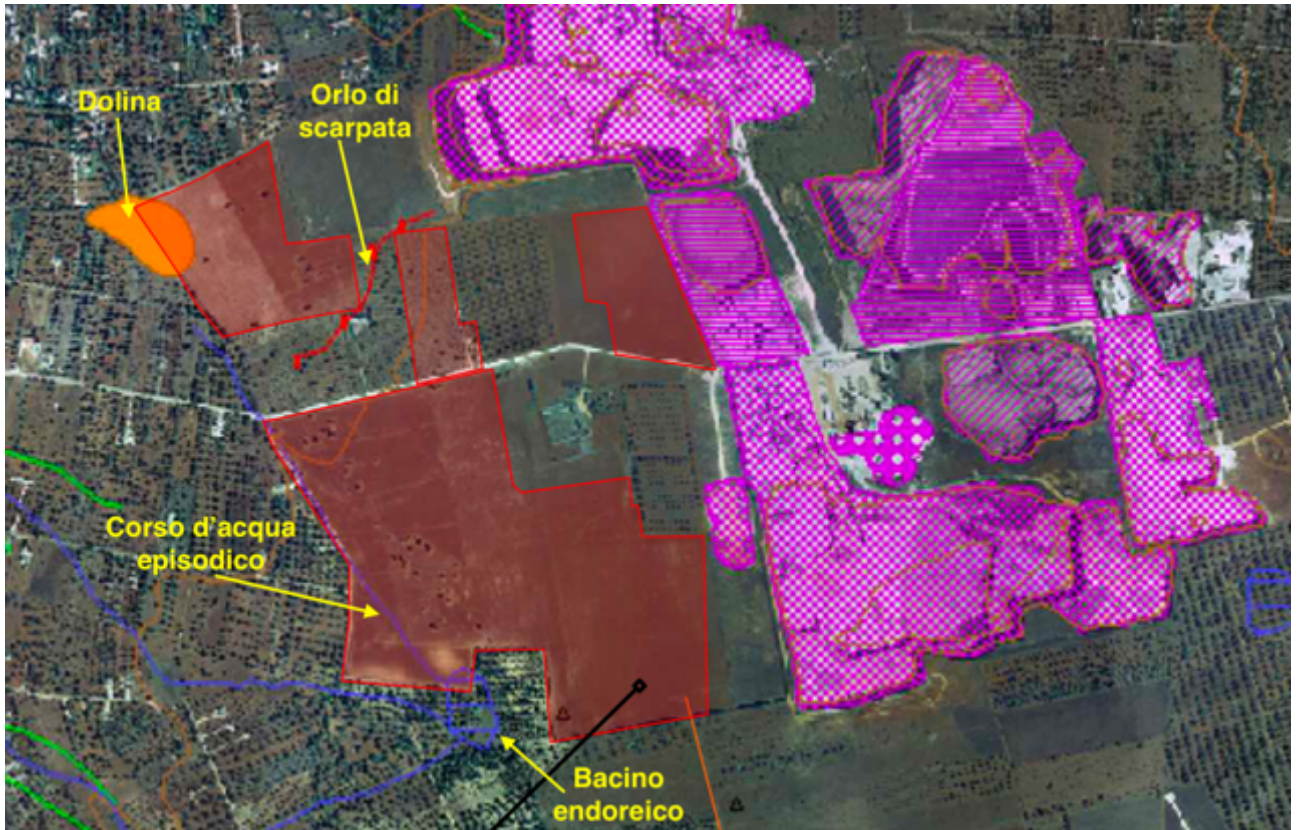 Dolina
Orlo di
scarpata
Corso d'acqua
episodico
Bacino
endoreico